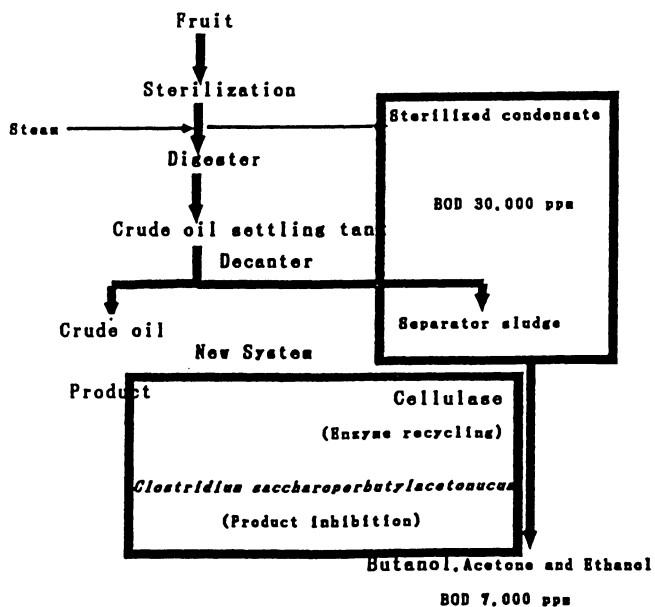 Fruit
Sterilization
Steam
Sterilized condensate
Digester
BOD 30,000 ppm
Crude oil settling tank
Decanter
Crude oil
Separator sludge
New System
Product
Cellulase
(Enzyme recycling)
Clostridium saccharoperbutylacetonucus
(Product inhibition)
Butanol, Acetone and Ethanol
BOD 7,000 ppm